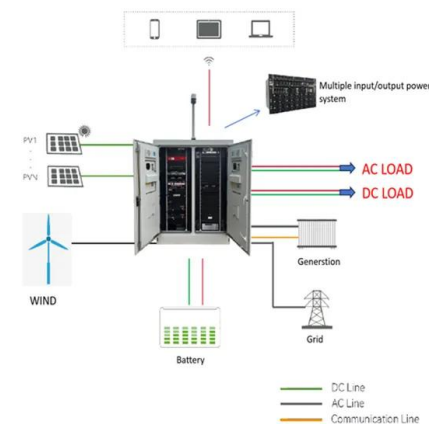 Multiple input/output power
system
PV1
PVN
AC LOAD
DC LOAD
WIND
Generstion
Grid
Battery
DC Line
AC Line
Communication Line